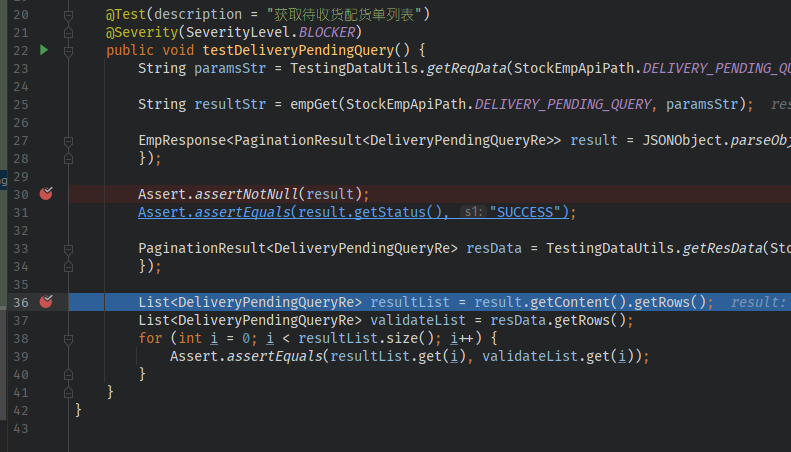 20 @Test(description = "获取待收货配货单列表")
21 @Severity(SeverityLevel.BLOCKER)
22 public void testDeliveryPendingQuery() {
23 String paramsStr = TestingDataUtils.getReqData(StockEmpApiPath.DELIVERY_PENDING_QU
24
25 String resultStr = empGet(StockEmpApiPath.DELIVERY_PENDING_QUERY, paramsStr); res
26
27 EmpResponse<PaginationResult<DeliveryPendingQueryRe>> result = JSONObject.parseObj
28 });
ng 29
30 Assert.assertNotNull(result);
31 Assert.assertEquals(result.getStatus(), s1: "SUCCESS");
32
33 PaginationResult<DeliveryPendingQueryRe> resData = TestingDataUtils.getResData(Sto
34 });
35
36 List<DeliveryPendingQueryRe> resultList = result.getContent().getRows(); result:
37 List<DeliveryPendingQueryRe> validateList = resData.getRows();
38 for (int i = 0; i < resultList.size(); i++) {
39 Assert.assertEquals(resultList.get(i), validateList.get(i));
40 }
41 }
42 }
43